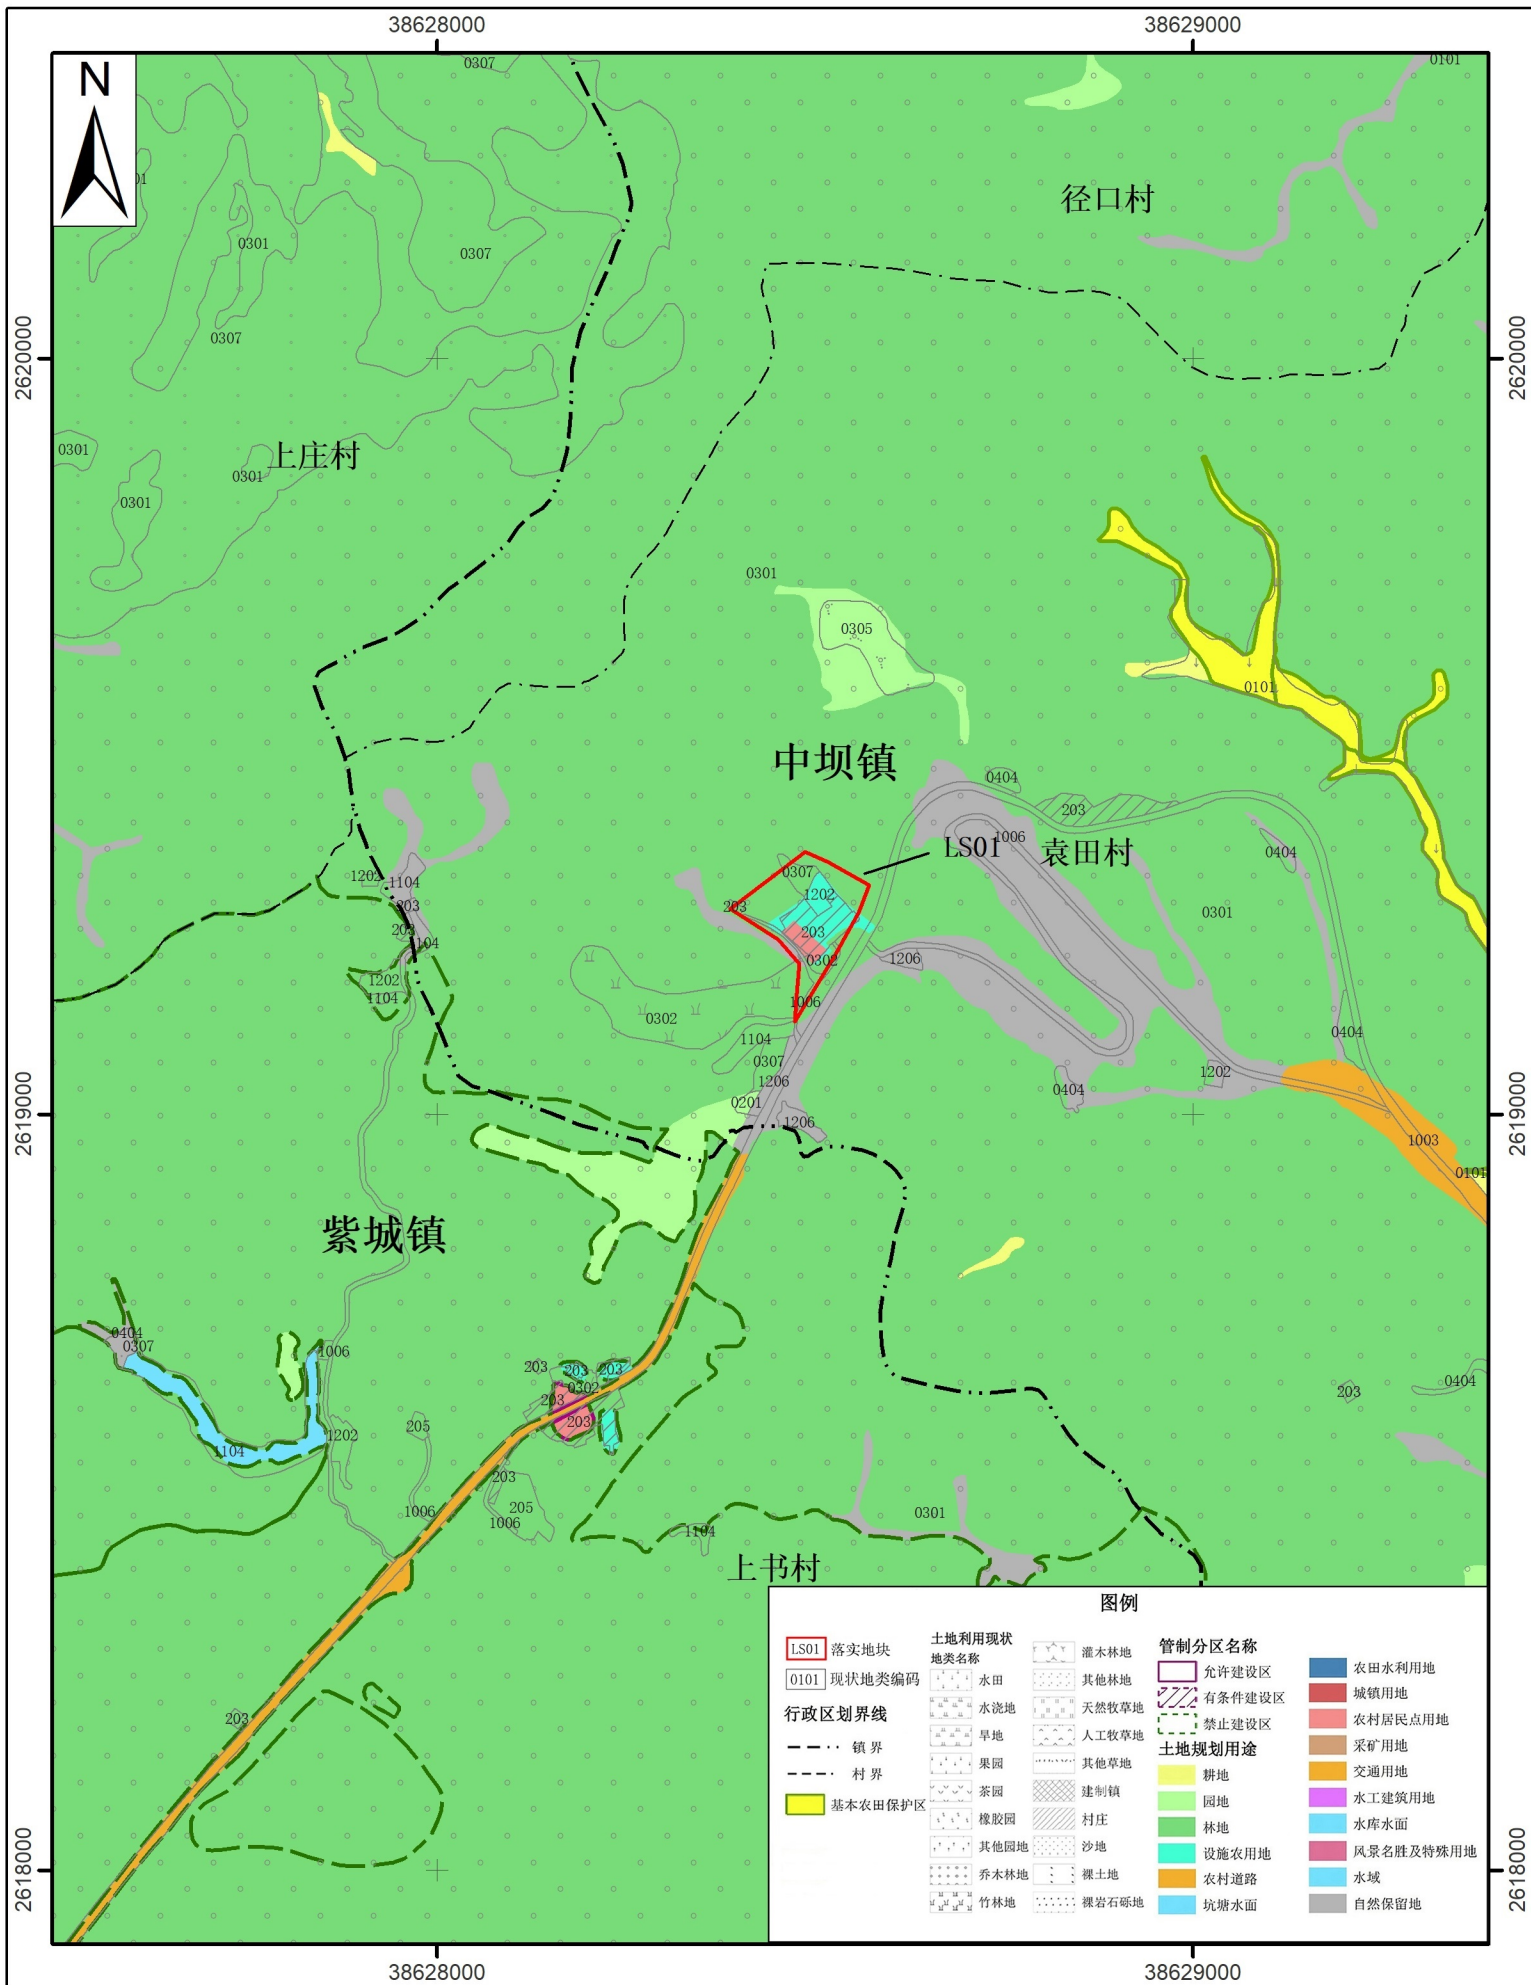 38628000 38629000
N
0307
0101
01
径口村
0301
0307
0307
2620000
2620000
上庄村
0301
0301
0301
0301
0305
0101
中坝镇
0404
203
1006
LS01
袁田村
0404
0307
1202
1104
1202
203
203
0301
203
203
104
0302
1206
1202
1104
1006
0302
0404
1104
0307
1202
1206
0404
0201
1206
1003
2619000
2619000
0101
紫城镇
0404
0307
1006
203
203
203
0302
203
203
0404
203
205
1202
1104
203
205
1006
1006
0301
1104
上书村
203
图例
LS01 落实地块
0101 现状地类编码
行政区划界线
镇界
村界
基本农田保护区
土地利用现状
地类名称
水田
水浇地
旱地
果园
茶园
橡胶园
其他园地
乔木林地
竹林地
灌木林地
其他林地
天然牧草地
人工牧草地
其他草地
建制镇
村庄
沙地
裸土地
裸岩石砾地
管制分区名称
允许建设区
有条件建设区
禁止建设区
土地规划用途
耕地
园地
林地
设施农用地
农村道路
坑塘水面
农田水利用地
城镇用地
农村居民点用地
采矿用地
交通用地
水工建筑用地
水库水面
风景名胜及特殊用地
水域
自然保留地
2618000
2618000
38628000 38629000